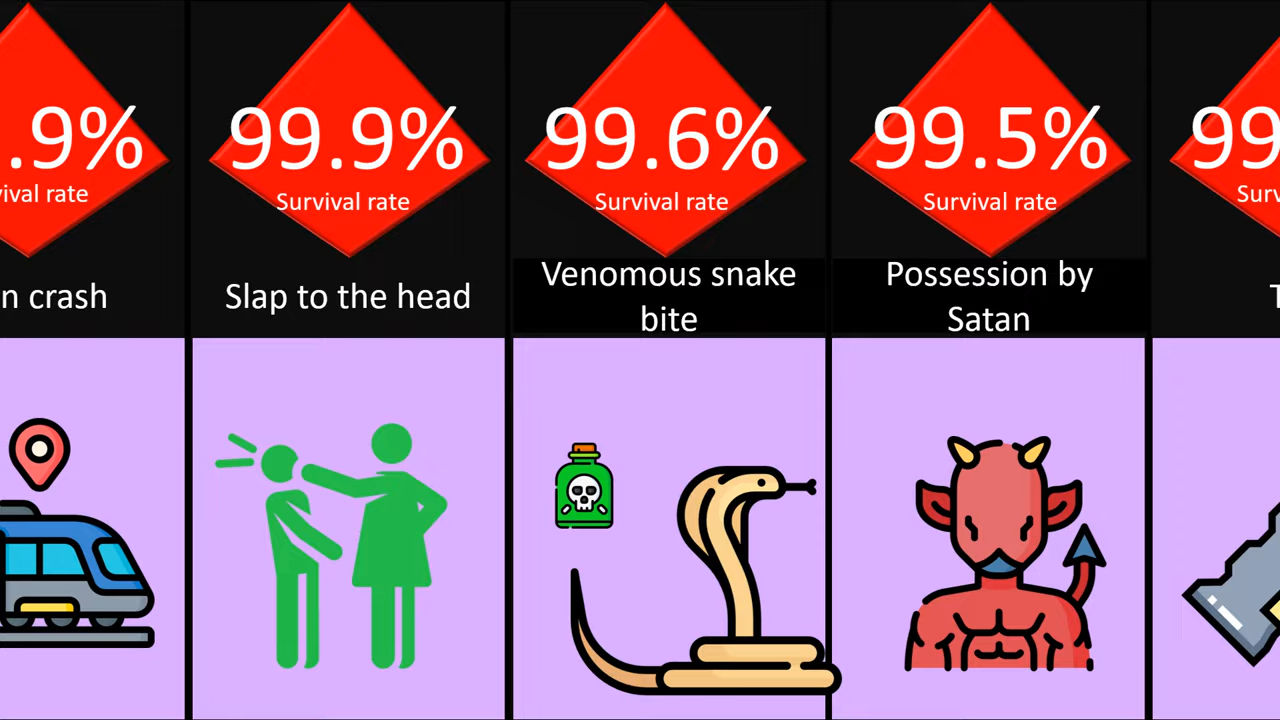 .9%
vival rate
n crash
99.9%
Survival rate
Slap to the head
99.6%
Survival rate
Venomous snake
bite
99.5%
Survival rate
Possession by
Satan
99
Surv
T